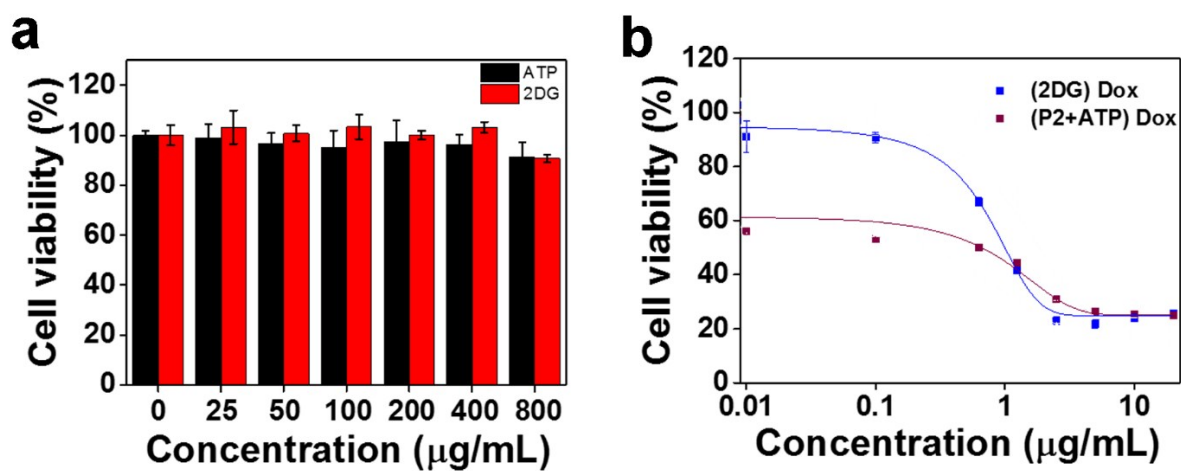 a
Cell viability (%)
120
100
80
60
40
20
0
ATP
2DG
0 25 50 100 200 400 800
Concentration (μg/mL)
b
Cell viability (%)
120
100
80
60
40
20
0
(2DG) Dox
(P2+ATP) Dox
0.01 0.1 1 10
Concentration (μg/mL)